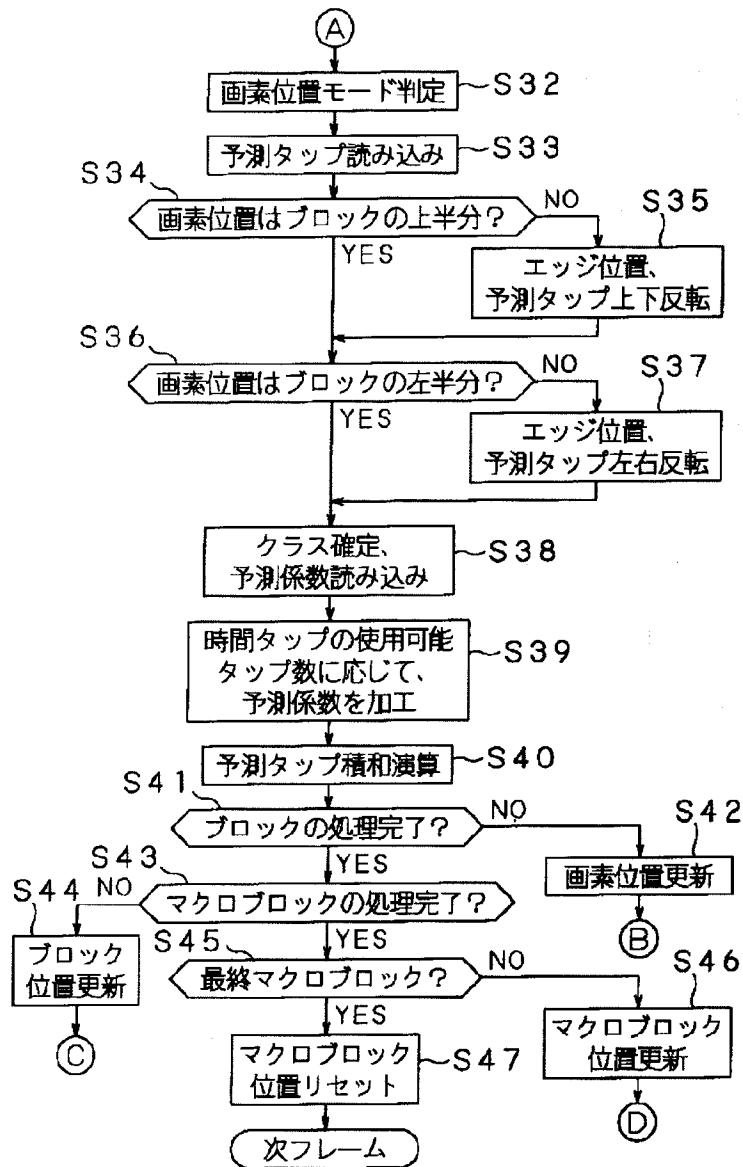 A
画素位置モード判定
S32
予測タップ読み込み
S33
S34
画素位置はブロックの上半分?
NO
YES
S35
エッジ位置、
予測タップ上下反転
S36
画素位置はブロックの左半分?
NO
YES
S37
エッジ位置、
予測タップ左右反転
クラス確定、
予測係数読み込み
S38
時間タップの使用可能
タップ数に応じて、
予測係数を加工
S39
予測タップ積和演算
S40
S41
ブロックの処理完了?
NO
YES
S42
画素位置更新
B
S43
マクロブロックの処理完了?
NO
YES
S44
ブロック
位置更新
C
S45
最終マクロブロック?
NO
YES
S46
マクロブロック
位置更新
D
マクロブロック
位置リセット
S47
次フレーム